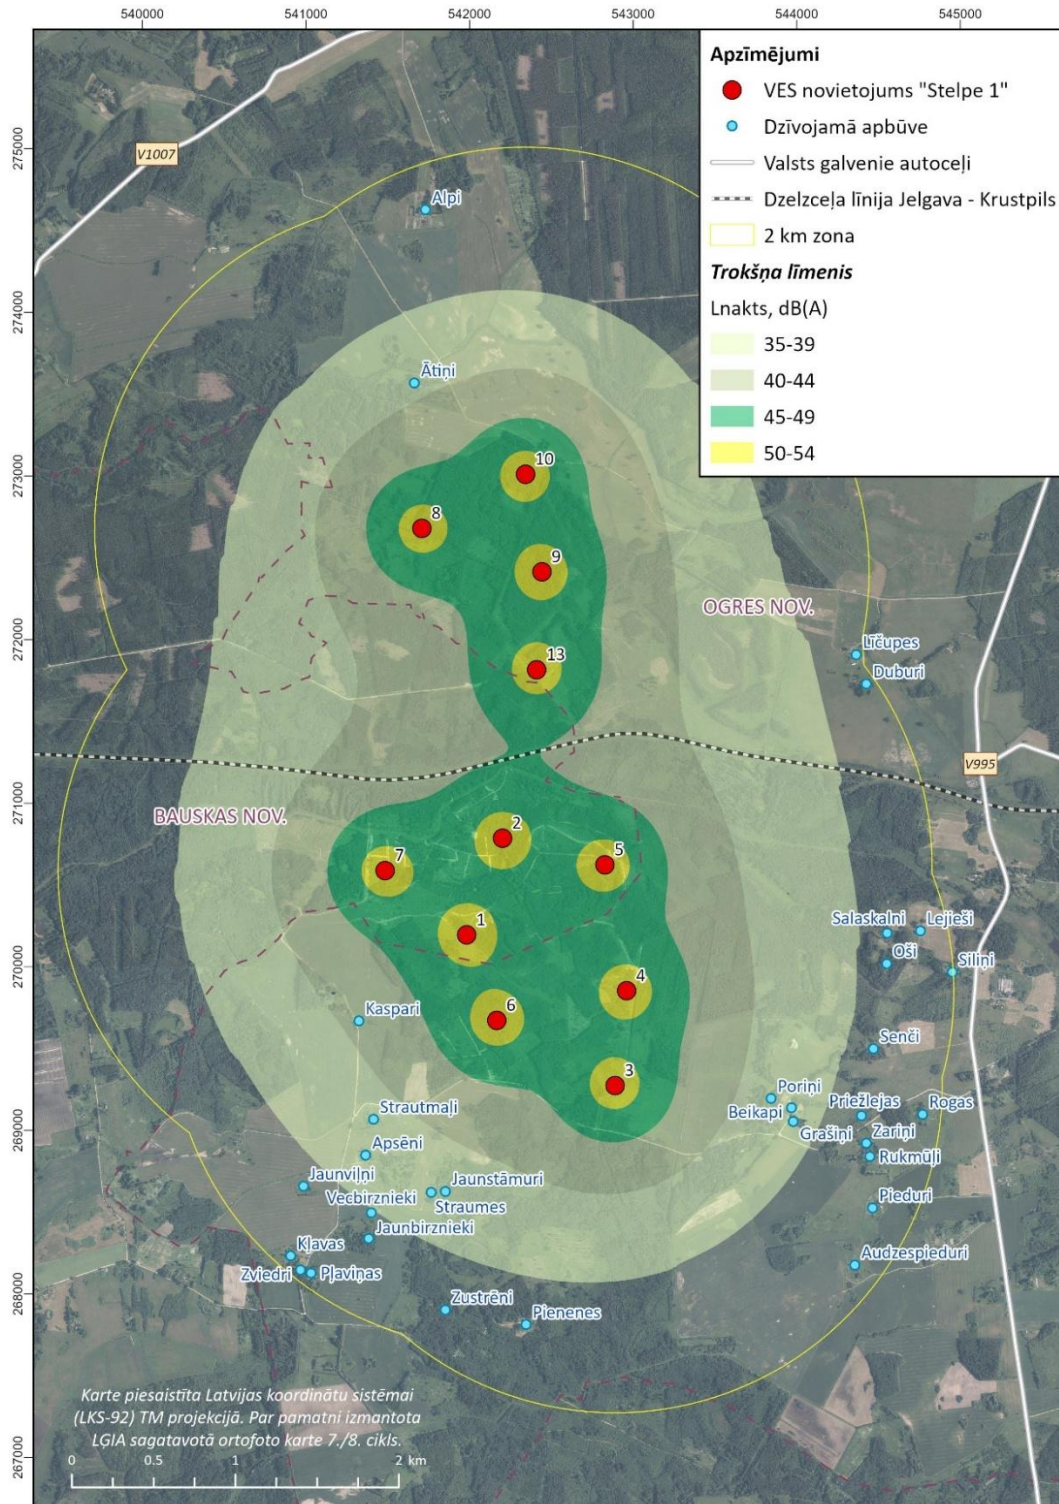 540000
541000
542000
543000
544000
545000
275000
274000
273000
272000
271000
270000
269000
268000
267000
Apzīmējumi
VES novietojums "Stelpe 1"
Dzīvojamā apbūve
Valsts galvenie autoceļi
Dzelzceļa līnija Jelgava - Krustpils
2 km zona
Trokšņa līmenis
Lnakts, dB(A)
35-39
40-44
45-49
50-54
V1007
Alpi
Ātiņi
10
8
9
OGRES NOV.
13
Līčupes
Duburi
V995
BAUSKAS NOV.
2
5
7
1
Salaskalni
Lejieši
Oši
Siliņi
4
Kaspari
6
Senči
3
Poriņi
Beikapi
Priežlejas
Rogas
Strautmaļi
Grašiņi
Zariņi
Apsēni
Rukmūļi
Jaunviļņi
Jaunstāmuri
Vecbirznieki
Straumes
Pieduri
Jaunbirznieki
Kļavas
Audzespieduri
Zviedri
Pļaviņas
Zustrēni
Pienenes
Karte piesaistīta Latvijas koordinātu sistēmai
(LKS-92) TM projekcijā. Par pamatni izmantota
LĢIA sagatavotā ortofoto karte 7./8. cikls.
0
0.5
1
2 km